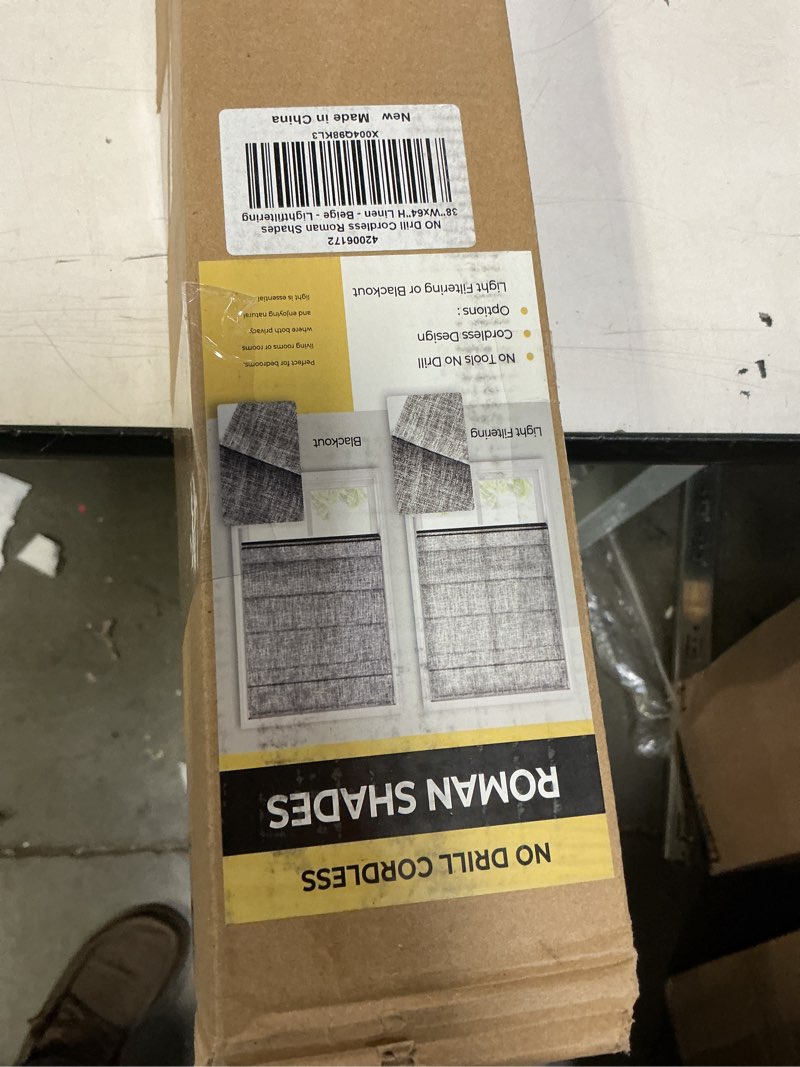 NO DRILL CORDLESS
ROMAN SHADES
Light Filtering
Blackout
No Tools No Drill
Cordless Design
Options :
Light Filtering or Blackout
Perfect for bedrooms,
living rooms or rooms
where both privacy
and enjoying natural
light is essential
42006172
NO Drill Cordless Roman Shades
38"Wx64"H Linen - Beige - Lightfiltering
X004Q98KL3
New Made in China